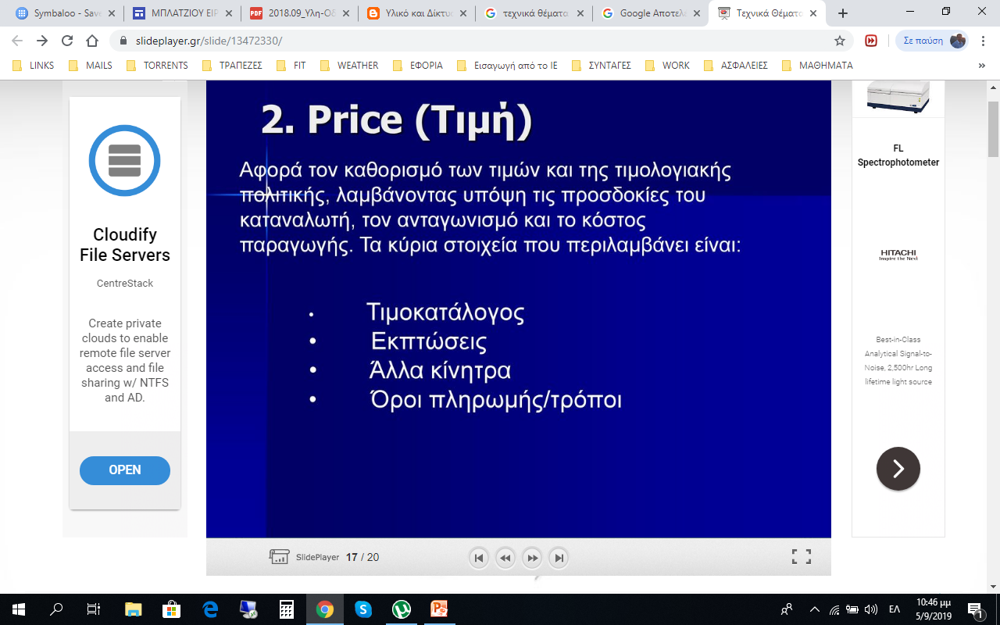 Symbaloo - Save
ΜΠΛΑΤΖΙΟΥ ΕΙΡ
2018.09_Υλη-Οδ
Υλικό και Δίκτυα
τεχνικά θέματα
Google Αποτελέ
Τεχνικά Θέματα
slideplayer.gr/slide/13472330/
Σε παύση
LINKS
MAILS
TORRENTS
ΤΡΑΠΕΖΕΣ
FIT
WEATHER
ΕΦΟΡΙΑ
Εισαγωγή από το IE
ΣΥΝΤΑΓΕΣ
WORK
ΑΣΦΑΛΕΙΕΣ
ΜΑΘΗΜΑΤΑ
»
Cloudify
File Servers
CentreStack
Create private
clouds to enable
remote file server
access and file
sharing w/ NTFS
and AD.
OPEN
2. Price (Τιμή)
Αφορά τον καθορισμό των τιμών και της τιμολογιακής
πολιτικής, λαμβάνοντας υπόψη τις προσδοκίες του
καταναλωτή, τον ανταγωνισμό και το κόστος
παραγωγής. Τα κύρια στοιχεία που περιλαμβάνει είναι:
• Τιμοκατάλογος
• Εκπτώσεις
• Άλλα κίνητρα
• Όροι πληρωμής/τρόποι
SlidePlayer 17 / 20
FL
Spectrophotometer
HITACHI
Inspire the Next
Best-in-Class
Analytical Signal-to-
Noise, 2,500hr Long
lifetime light source
ΕΛ
10:46 μμ
5/9/2019
1